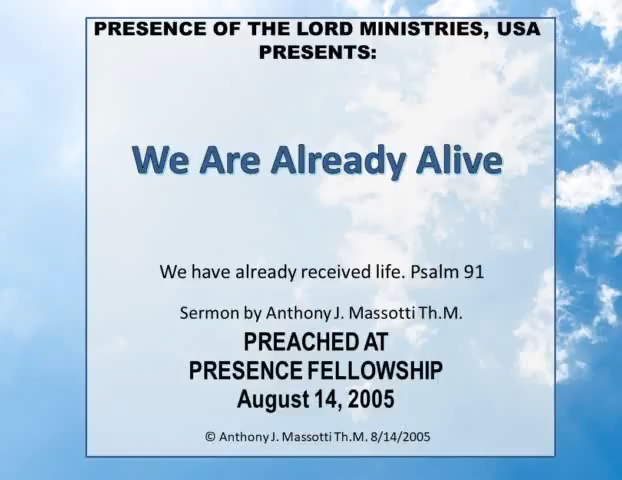 PRESENCE OF THE LORD MINISTRIES, USA
PRESENTS:
We Are Already Alive
We have already received life. Psalm 91
Sermon by Anthony J. Massotti Th.M.
PREACHED AT
PRESENCE FELLOWSHIP
August 14, 2005
© Anthony J. Massotti Th.M. 8/14/2005